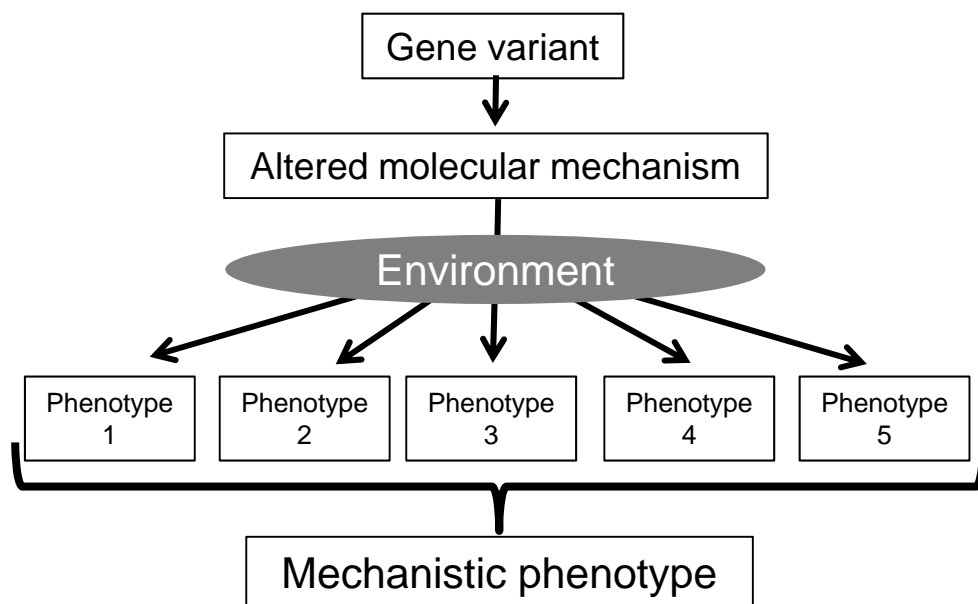 Gene variant
Altered molecular mechanism
Environment
Phenotype
1
Phenotype
2
Phenotype
3
Phenotype
4
Phenotype
5
Mechanistic phenotype